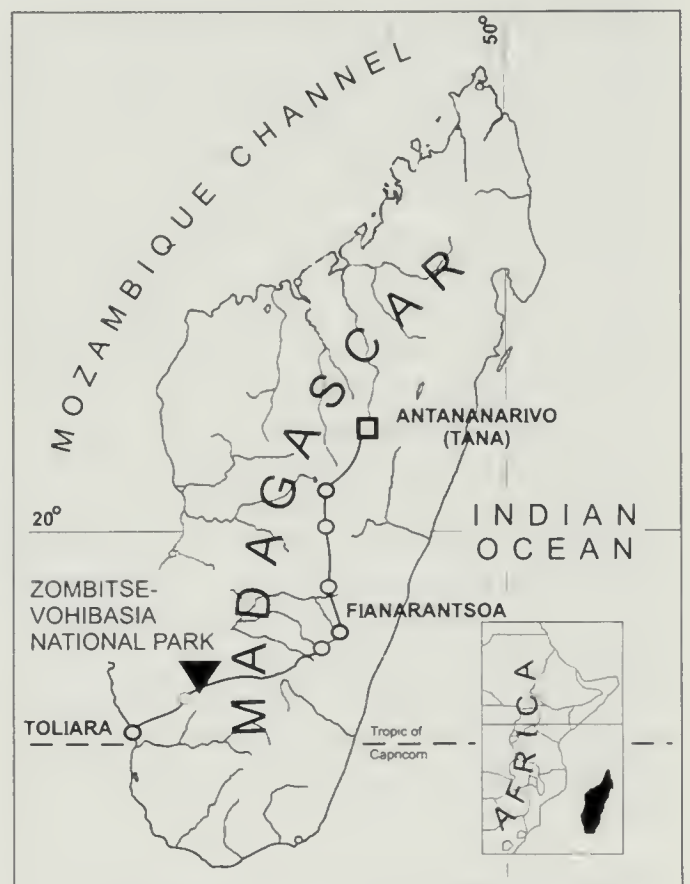 50°
MOZAMBIQUE CHANNEL
MADAGASCAR
ANTANANARIVO
(TANA)
20°
INDIAN
OCEAN
ZOMBITSE-
VOHIBASIA
NATIONAL PARK
FIANARANTSOA
TOLIARA
Tropic of
Capricorn
AFRICA